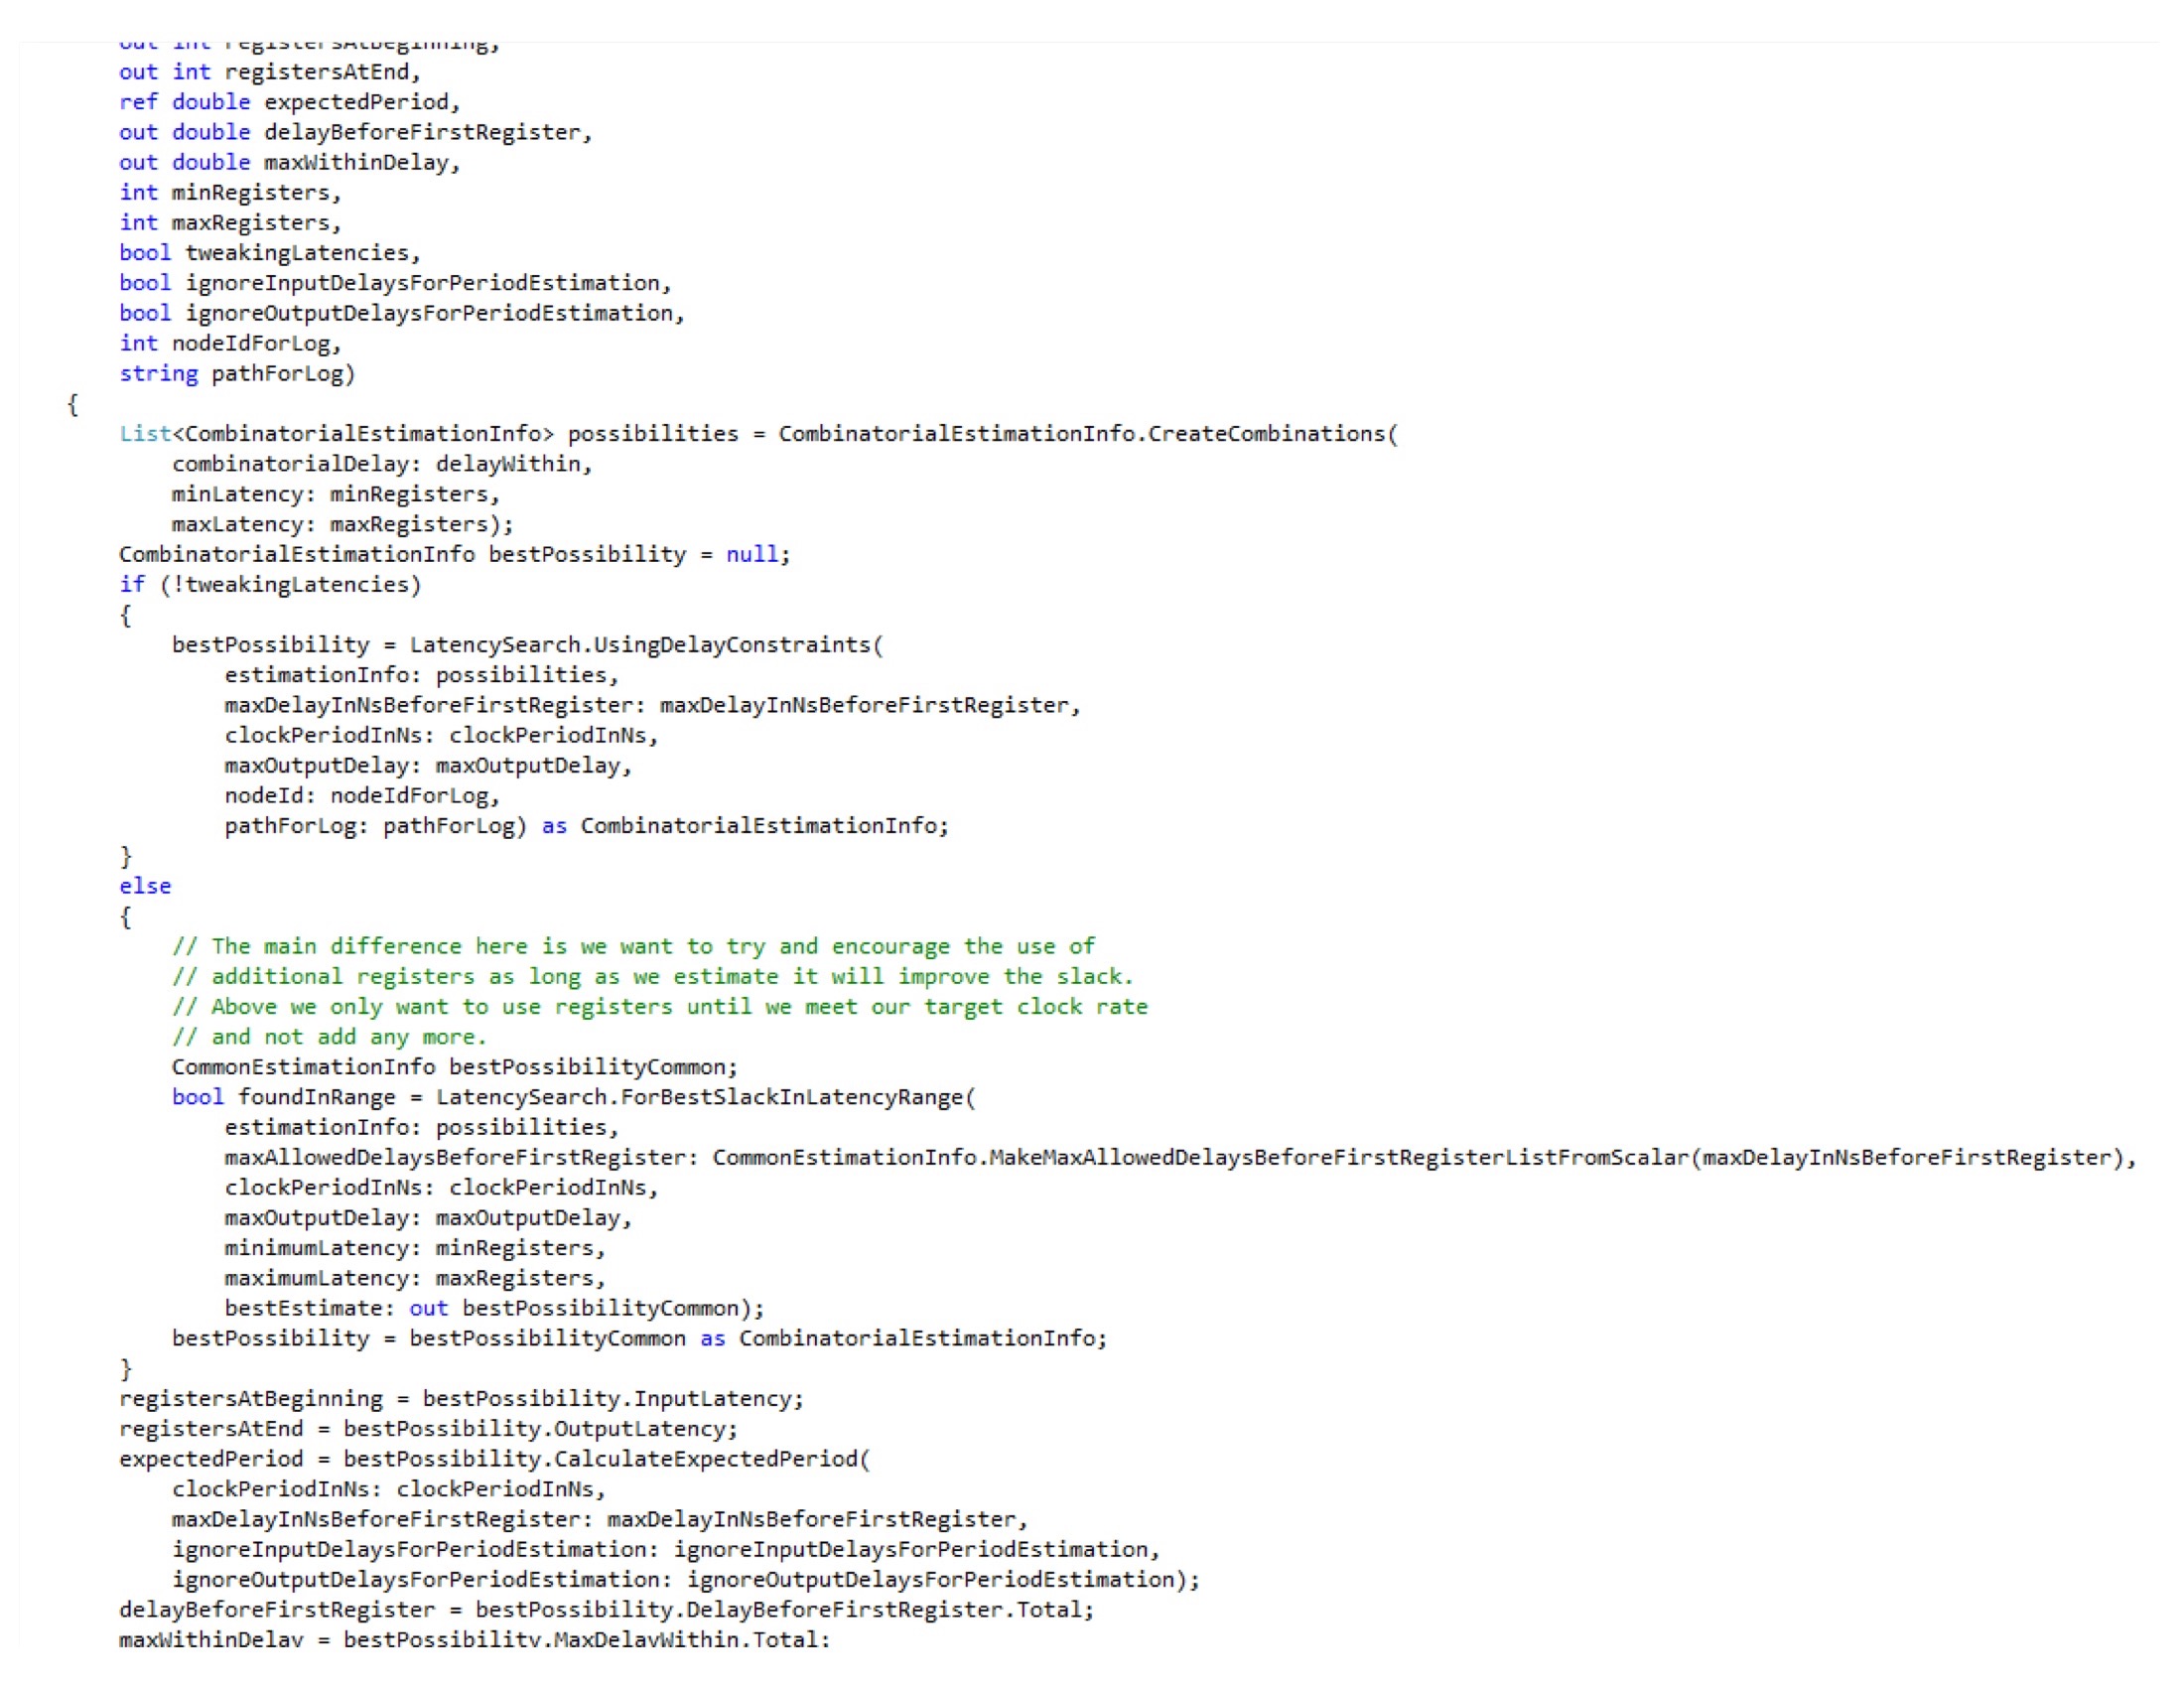 out int registersAtBeginning,
out int registersAtEnd,
ref double expectedPeriod,
out double delayBeforeFirstRegister,
out double maxWithinDelay,
int minRegisters,
int maxRegisters,
bool tweakingLatencies,
bool ignoreInputDelaysForPeriodEstimation,
bool ignoreOutputDelaysForPeriodEstimation,
int nodeIdForLog,
string pathForLog)
{
List<CombinatorialEstimationInfo> possibilities = CombinatorialEstimationInfo.CreateCombinations(
combinatorialDelay: delayWithin,
minLatency: minRegisters,
maxLatency: maxRegisters);
CombinatorialEstimationInfo bestPossibility = null;
if (!tweakingLatencies)
{
bestPossibility = LatencySearch.UsingDelayConstraints(
estimationInfo: possibilities,
maxDelayInNsBeforeFirstRegister: maxDelayInNsBeforeFirstRegister,
clockPeriodInNs: clockPeriodInNs,
maxOutputDelay: maxOutputDelay,
nodeId: nodeIdForLog,
pathForLog: pathForLog) as CombinatorialEstimationInfo;
}
else
{
// The main difference here is we want to try and encourage the use of
// additional registers as long as we estimate it will improve the slack.
// Above we only want to use registers until we meet our target clock rate
// and not add any more.
CommonEstimationInfo bestPossibilityCommon;
bool foundInRange = LatencySearch.ForBestSlackInLatencyRange(
estimationInfo: possibilities,
maxAllowedDelaysBeforeFirstRegister: CommonEstimationInfo.MakeMaxAllowedDelaysBeforeFirstRegisterListFromScalar(maxDelayInNsBeforeFirstRegister),
clockPeriodInNs: clockPeriodInNs,
maxOutputDelay: maxOutputDelay,
minimumLatency: minRegisters,
maximumLatency: maxRegisters,
bestEstimate: out bestPossibilityCommon);
bestPossibility = bestPossibilityCommon as CombinatorialEstimationInfo;
}
registersAtBeginning = bestPossibility.InputLatency;
registersAtEnd = bestPossibility.OutputLatency;
expectedPeriod = bestPossibility.CalculateExpectedPeriod(
clockPeriodInNs: clockPeriodInNs,
maxDelayInNsBeforeFirstRegister: maxDelayInNsBeforeFirstRegister,
ignoreInputDelaysForPeriodEstimation: ignoreInputDelaysForPeriodEstimation,
ignoreOutputDelaysForPeriodEstimation: ignoreOutputDelaysForPeriodEstimation);
delayBeforeFirstRegister = bestPossibility.DelayBeforeFirstRegister.Total;
maxWithinDelay = bestPossibility.MaxDelayWithin.Total;